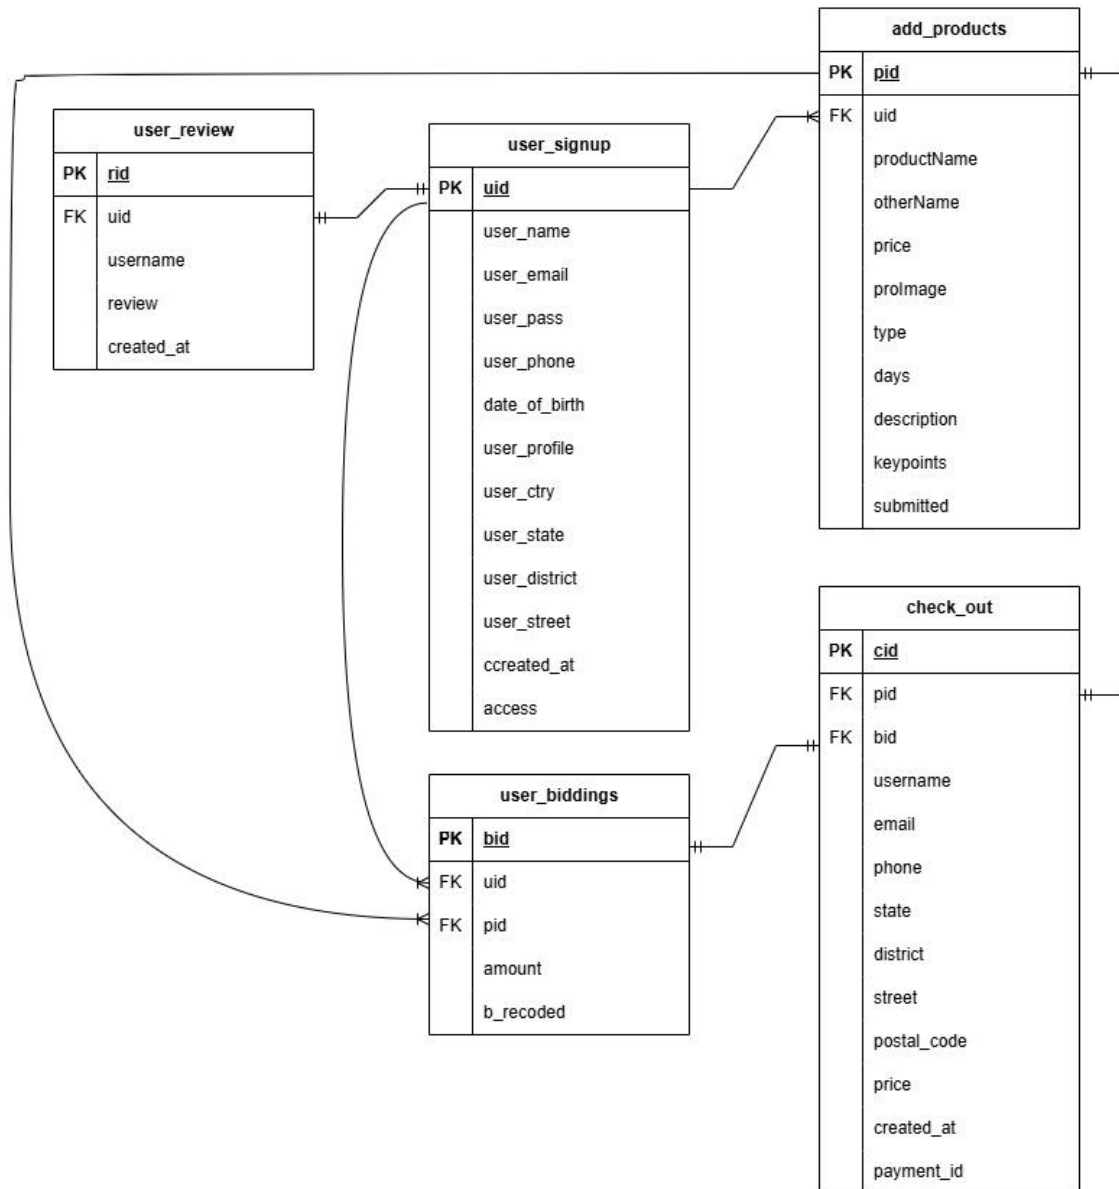 add_products
PK pid
FK uid
productName
otherName
price
proImage
type
days
description
keypoints
submitted
user_review
PK rid
FK uid
username
review
created_at
user_signup
PK uid
user_name
user_email
user_pass
user_phone
date_of_birth
user_profile
user_ctry
user_state
user_district
user_street
ccreated_at
access
user_biddings
PK bid
FK uid
FK pid
amount
b_recoded
check_out
PK cid
FK pid
FK bid
username
email
phone
state
district
street
postal_code
price
created_at
payment_id